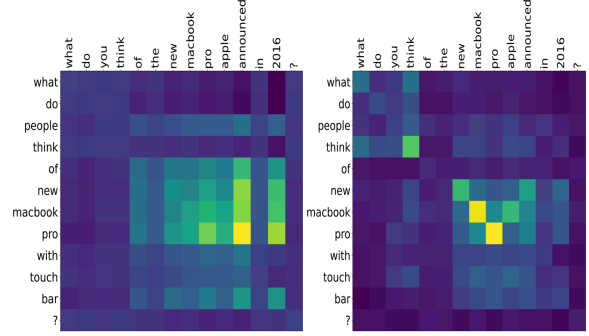 what do you think of the new macbook pro apple announced in 2016 ?
what do you think of the new macbook pro apple announced in 2016 ?
what
do
people
think
of
new
macbook
pro
with
touch
bar
?
what
do
people
think
of
new
macbook
pro
with
touch
bar
?